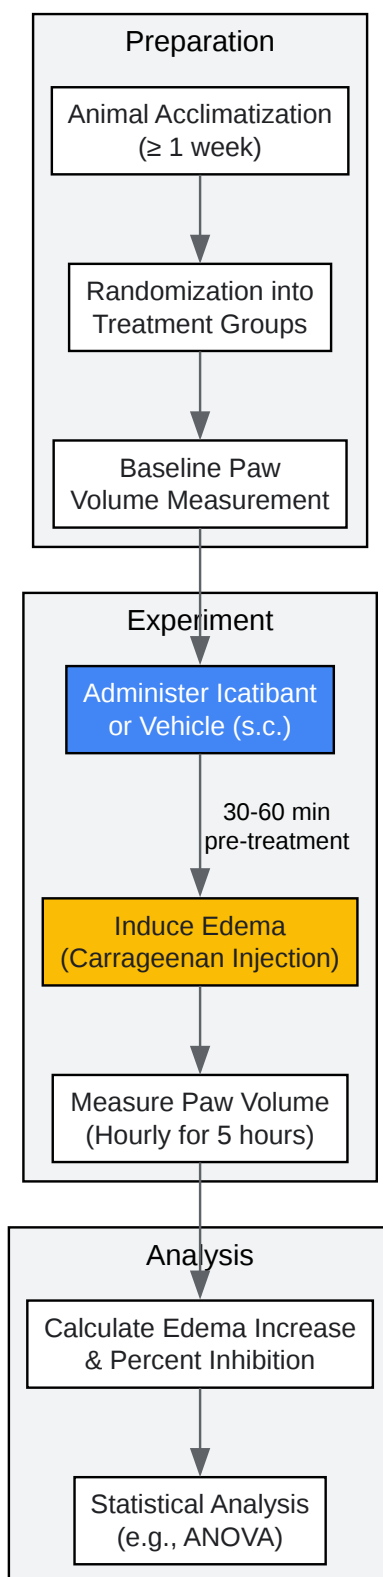 Preparation
Animal Acclimatization
(≥ 1 week)
Randomization into
Treatment Groups
Baseline Paw
Volume Measurement
Experiment
Administer Icatibant
or Vehicle (s.c.)
30-60 min
pre-treatment
Induce Edema
(Carrageenan Injection)
Measure Paw Volume
(Hourly for 5 hours)
Analysis
Calculate Edema Increase
& Percent Inhibition
Statistical Analysis
(e.g., ANOVA)